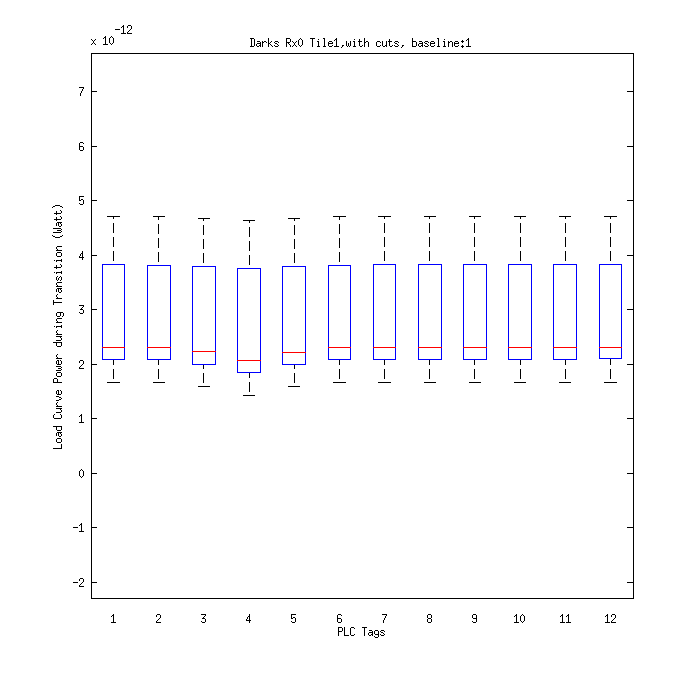 x 10^-12
Darks Rx0 Tile1,with cuts, baseline:1
7
6
5
4
3
2
1
0
-1
-2
Load Curve Power during Transition (Watt)
1 2 3 4 5 6 7 8 9 10 11 12
PLC Tags